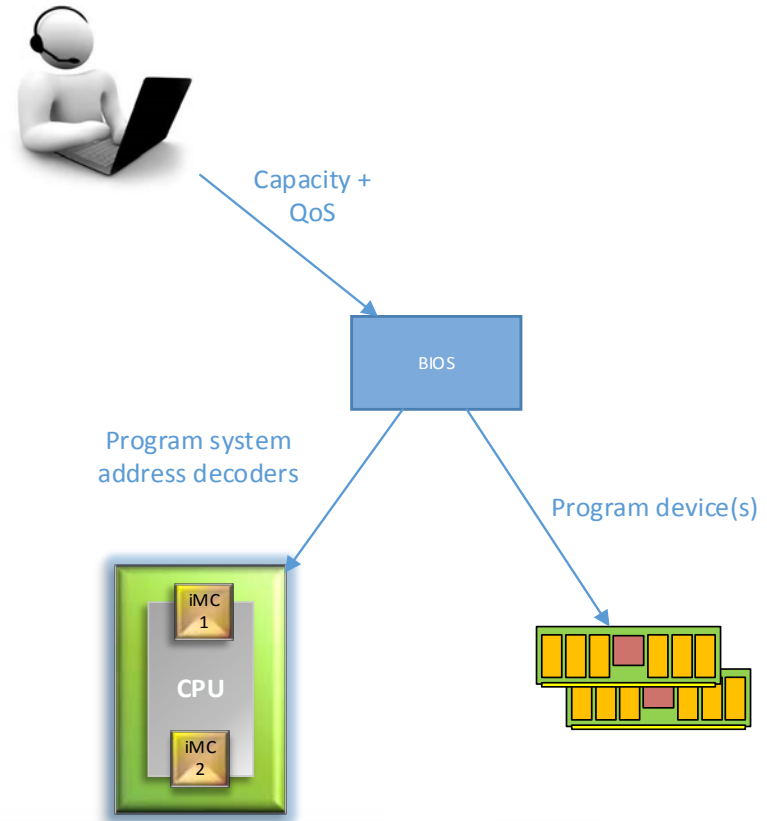 Capacity +
QoS
BIOS
Program system
address decoders
Program device(s)
iMC
1
CPU
iMC
2